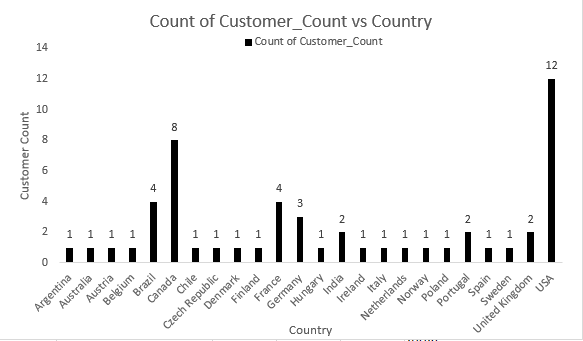 Count of Customer_Count vs Country
Count of Customer_Count
14
12
10
8
6
4
2
0
Customer Count
1 1 1 1 4 8 1 1 1 1 4 3 1 2 1 1 1 1 1 2 1 1 2 12
Argentina
Australia
Austria
Belgium
Brazil
Canada
Chile
Czech Republic
Denmark
Finland
France
Germany
Hungary
India
Ireland
Italy
Netherlands
Norway
Poland
Portugal
Spain
Sweden
United Kingdom
USA
Country